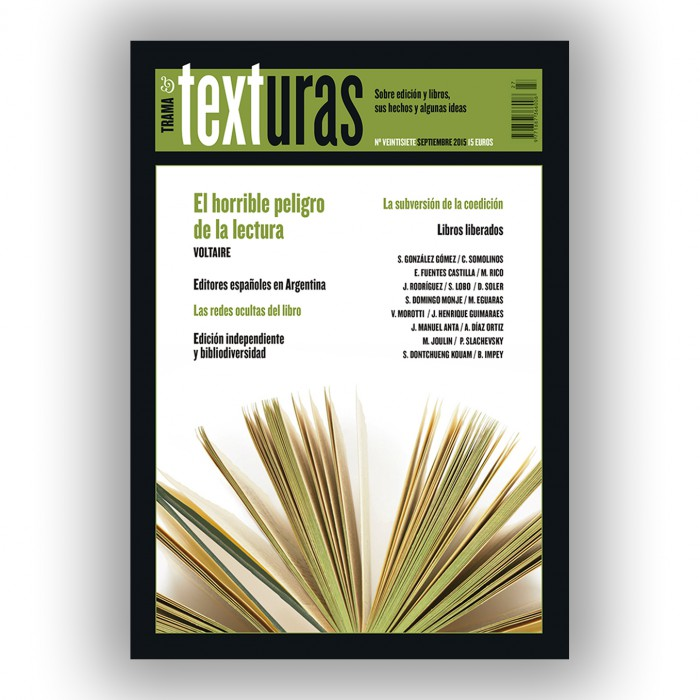 TRAMA &
texturas
Sobre edición y libros,
sus hechos y algunas ideas
Nº VEINTISIETE SEPTIEMBRE 2015 15 EUROS
27
El horrible peligro
de la lectura
VOLTAIRE
Editores españoles en Argentina
Las redes ocultas del libro
Edición independiente
y bibliodiversidad
La subversión de la coedición
Libros liberados
S. GONZÁLEZ GÓMEZ / C. SOMOLINOS
E. FUENTES CASTILLA / M. RICO
J. RODRÍGUEZ / S. LOBO / D. SOLER
S. DOMINGO MONJE / M. EGUARAS
V. MOROTTI / J. HENRIQUE GUIMARAES
J. MANUEL ANTA / A. DÍAZ ORTIZ
M. JOULIN / P. SLACHEVSKY
S. DONTCHUENG KOUAM / B. IMPEY